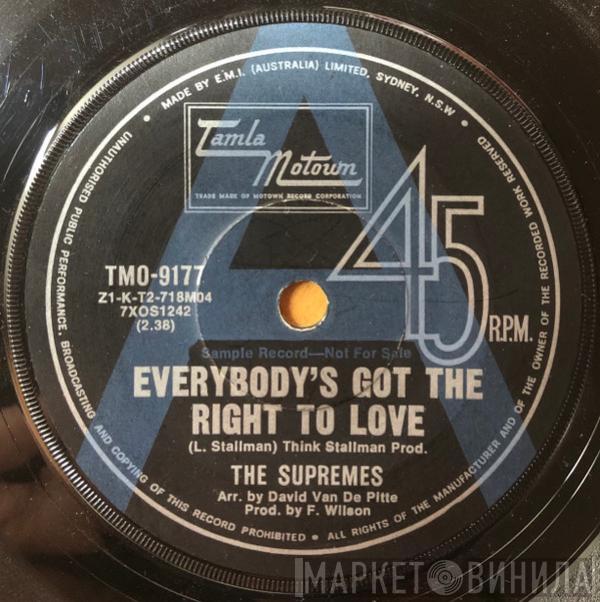 MADE BY E.M.I. (AUSTRALIA) LIMITED, SYDNEY, N.S.W.
A
Tamla
Motown
TRADE MARK OF MOTOWN RECORD CORPORATION
45
R.P.M.
TMO-9177
Z1-K-T2-718M04
7XOS1242
(2.38)
Sample Record—Not For Sale
EVERYBODY'S GOT THE
RIGHT TO LOVE
(L. Stallman) Think Stallman Prod.
THE SUPREMES
Arr. by David Van De Pitte
Prod. by F. Wilson
UNAUTHORISED PUBLIC PERFORMANCE, BROADCASTING AND COPYING OF THIS RECORD PROHIBITED • ALL RIGHTS OF THE MANUFACTURER AND OF THE OWNER OF THE RECORDED WORK RESERVED
МАРКЕТ ВИНИЛА